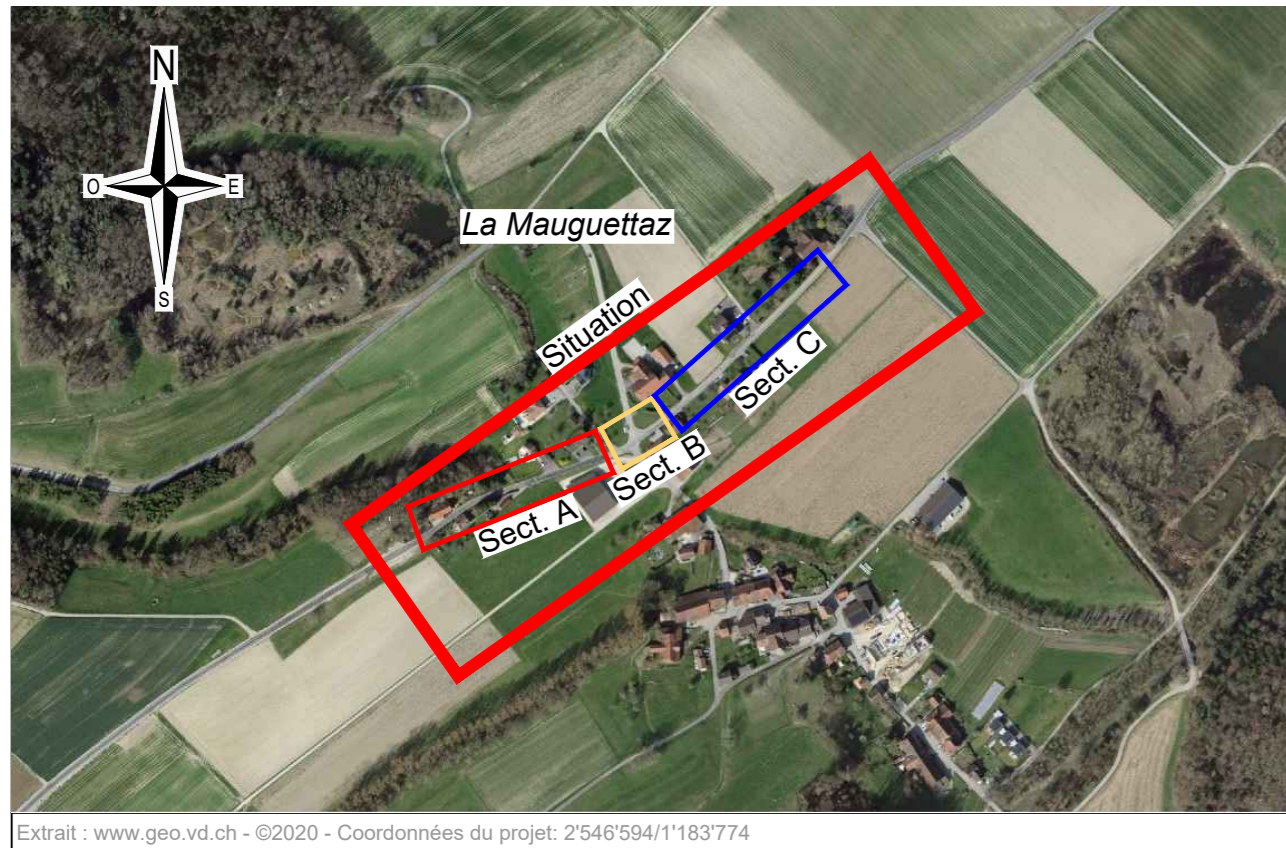 N
O
E
S
La Mauguettaz
Situation
Sect. C
Sect. B
Sect. A
Extrait : www.geo.vd.ch - ©2020 - Coordonnées du projet: 2'546'594/1'183'774